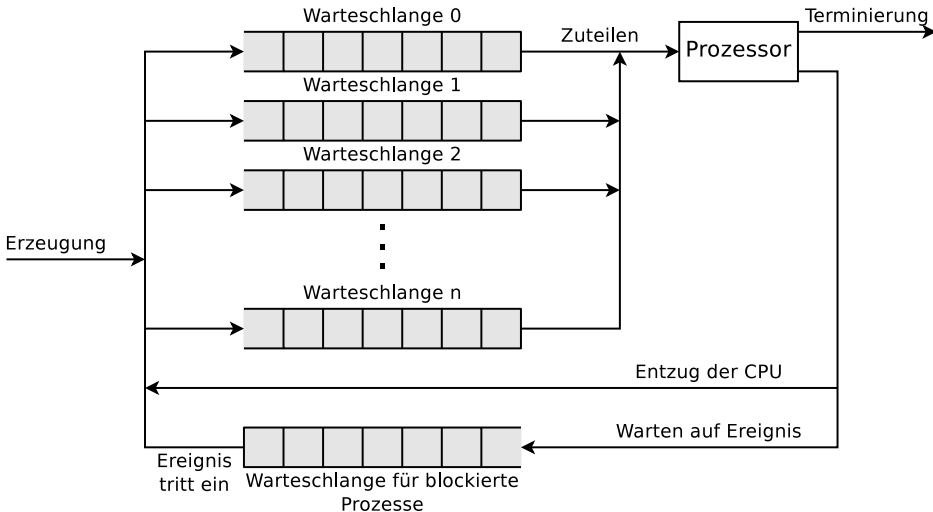 Warteschlange 0
Terminierung
Zuteilen
Prozessor
Warteschlange 1
Warteschlange 2
Erzeugung
Warteschlange n
Entzug der CPU
Warten auf Ereignis
Ereignis
tritt ein
Warteschlange für blockierte
Prozesse